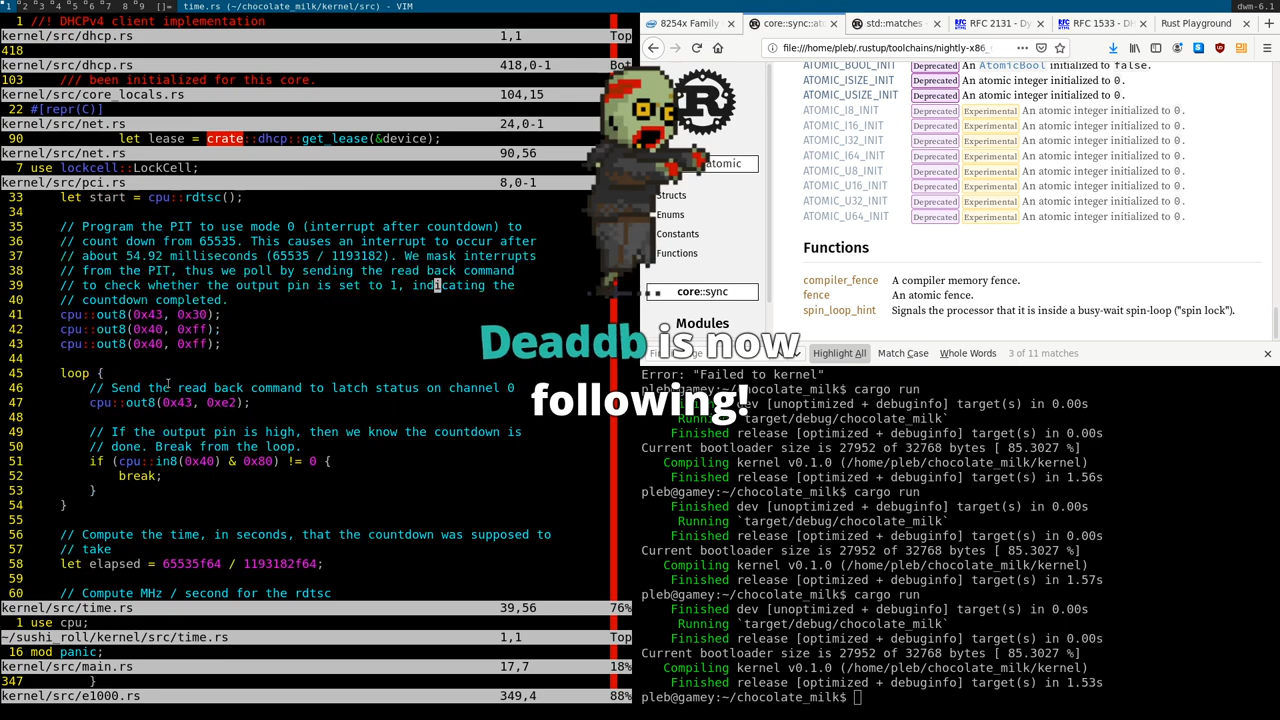 1 2 3 4 5 6 7 8 9 []= time.rs (~/chocolate_milk/kernel/src) - VIM
dwm-6.1
1 //! DHCPv4 client implementation
kernel/src/dhcp.rs 1,1 Top
418
kernel/src/dhcp.rs 418,0-1 Bot
103 /// been initialized for this core.
kernel/src/core_locals.rs 104,15
22 #[repr(C)]
kernel/src/net.rs 24,0-1
90 let lease = crate::dhcp::get_lease(&device);
kernel/src/net.rs 90,56
7 use lockcell::LockCell;
kernel/src/pci.rs 8,0-1
33 let start = cpu::rdtsc();
34
35 // Program the PIT to use mode 0 (interrupt after countdown) to
36 // count down from 65535. This causes an interrupt to occur after
37 // about 54.92 milliseconds (65535 / 1193182). We mask interrupts
38 // from the PIT, thus we poll by sending the read back command
39 // to check whether the output pin is set to 1, indicating the
40 // countdown completed.
41 cpu::out8(0x43, 0x30);
42 cpu::out8(0x40, 0xff);
43 cpu::out8(0x40, 0xff);
44
45 loop {
46 // Send the read back command to latch status on channel 0
47 cpu::out8(0x43, 0xe2);
48
49 // If the output pin is high, then we know the countdown is
50 // done. Break from the loop.
51 if (cpu::in8(0x40) & 0x80) != 0 {
52 break;
53 }
54 }
55
56 // Compute the time, in seconds, that the countdown was supposed to
57 // take
58 let elapsed = 65535f64 / 1193182f64;
59
60 // Compute MHz / second for the rdtsc
kernel/src/time.rs 39,56 76%
1 use cpu;
~/sushi_roll/kernel/src/time.rs 1,1 Top
16 mod panic;
kernel/src/main.rs 17,7 18%
347 }
kernel/src/e1000.rs 349,4 88%
Deaddb is now
following!
8254x Family core::sync::at std::matches - RFC 2131 - Dy RFC 1533 - DH Rust Playground
file:///home/pleb/.rustup/toolchains/nightly-x86_
atomic
Structs
Enums
Constants
Functions
core::sync
Modules
ATOMIC_BOOL_INIT Deprecated An AtomicBool initialized to false.
ATOMIC_ISIZE_INIT Deprecated An atomic integer initialized to 0.
ATOMIC_USIZE_INIT Deprecated An atomic integer initialized to 0.
ATOMIC_I8_INIT Deprecated Experimental An atomic integer initialized to 0.
ATOMIC_I16_INIT Deprecated Experimental An atomic integer initialized to 0.
ATOMIC_I32_INIT Deprecated Experimental An atomic integer initialized to 0.
ATOMIC_I64_INIT Deprecated Experimental An atomic integer initialized to 0.
ATOMIC_U8_INIT Deprecated Experimental An atomic integer initialized to 0.
ATOMIC_U16_INIT Deprecated Experimental An atomic integer initialized to 0.
ATOMIC_U32_INIT Deprecated Experimental An atomic integer initialized to 0.
ATOMIC_U64_INIT Deprecated Experimental An atomic integer initialized to 0.
Functions
compiler_fence A compiler memory fence.
fence An atomic fence.
spin_loop_hint Signals the processor that it is inside a busy-wait spin-loop ("spin lock").
Highlight All Match Case Whole Words 3 of 11 matches
Error: "Failed to kernel"
pleb@gamey:~/chocolate_milk$ cargo run
dev [unoptimized + debuginfo] target(s) in 0.00s
Running `target/debug/chocolate_milk`
Finished release [optimized + debuginfo] target(s) in 0.00s
Current bootloader size is 27952 of 32768 bytes [ 85.3027 %]
Compiling kernel v0.1.0 (/home/pleb/chocolate_milk/kernel)
Finished release [optimized + debuginfo] target(s) in 1.56s
pleb@gamey:~/chocolate_milk$ cargo run
Finished dev [unoptimized + debuginfo] target(s) in 0.00s
Running `target/debug/chocolate_milk`
Finished release [optimized + debuginfo] target(s) in 0.00s
Current bootloader size is 27952 of 32768 bytes [ 85.3027 %]
Compiling kernel v0.1.0 (/home/pleb/chocolate_milk/kernel)
Finished release [optimized + debuginfo] target(s) in 1.57s
pleb@gamey:~/chocolate_milk$ cargo run
Finished dev [unoptimized + debuginfo] target(s) in 0.00s
Running `target/debug/chocolate_milk`
Finished release [optimized + debuginfo] target(s) in 0.00s
Current bootloader size is 27952 of 32768 bytes [ 85.3027 %]
Compiling kernel v0.1.0 (/home/pleb/chocolate_milk/kernel)
Finished release [optimized + debuginfo] target(s) in 1.53s
pleb@gamey:~/chocolate_milk$